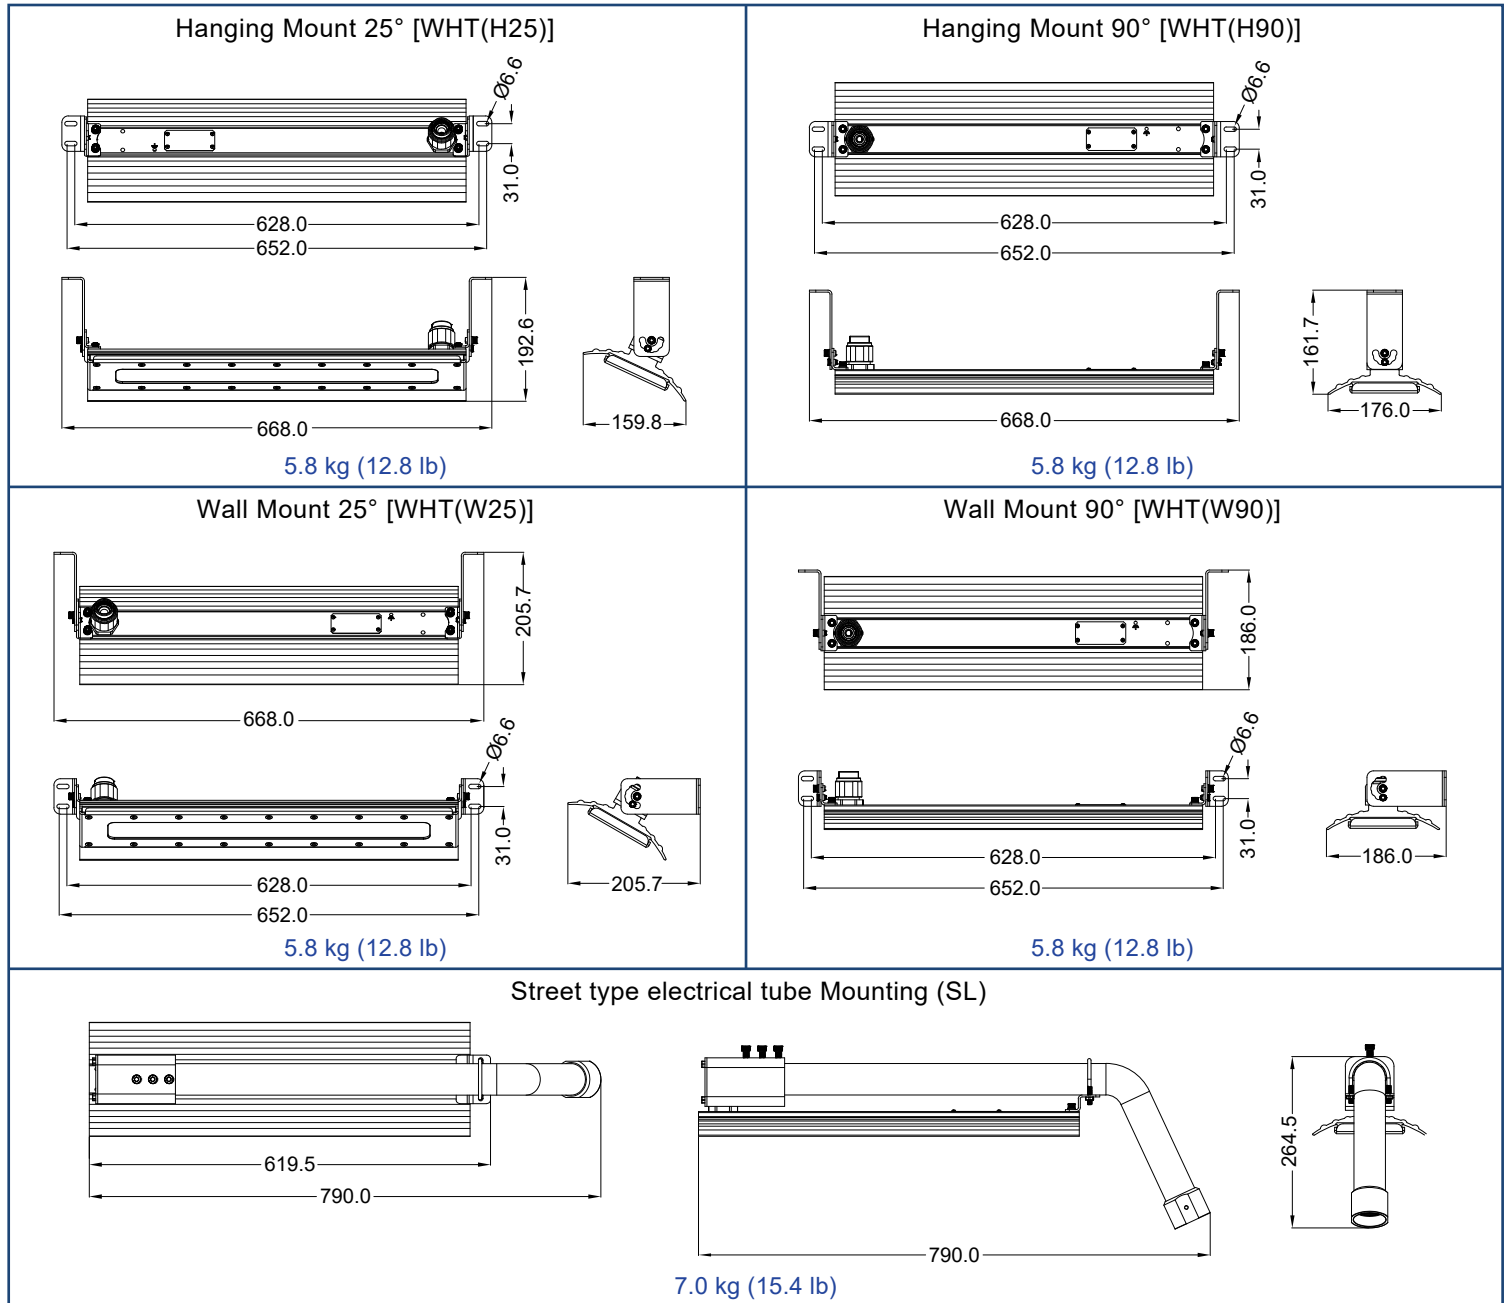 Hanging Mount 25° [WHT(H25)]
Ø6.6
31.0
628.0
652.0
192.6
668.0
159.8
5.8 kg (12.8 lb)
Hanging Mount 90° [WHT(H90)]
Ø6.6
31.0
628.0
652.0
161.7
668.0
176.0
5.8 kg (12.8 lb)
Wall Mount 25° [WHT(W25)]
205.7
668.0
Ø6.6
31.0
628.0
652.0
205.7
5.8 kg (12.8 lb)
Wall Mount 90° [WHT(W90)]
186.0
Ø6.6
31.0
628.0
652.0
186.0
5.8 kg (12.8 lb)
Street type electrical tube Mounting (SL)
619.5
790.0
264.5
790.0
7.0 kg (15.4 lb)